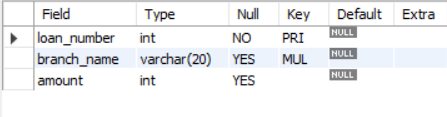 Field Type Null Key Default Extra
loan_number int NO PRI NULL
branch_name varchar(20) YES MUL NULL
amount int YES NULL